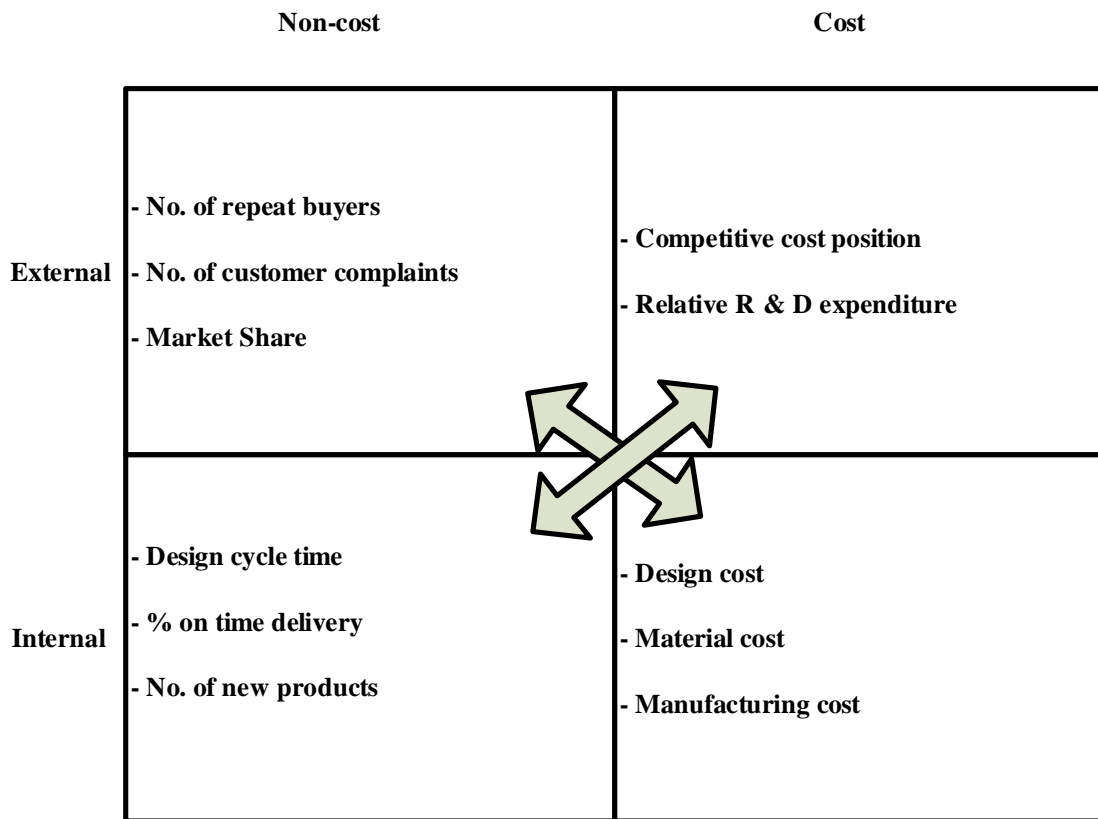 Non-cost
Cost
External
- No. of repeat buyers
- No. of customer complaints
- Market Share
- Competitive cost position
- Relative R & D expenditure
Internal
- Design cycle time
- % on time delivery
- No. of new products
- Design cost
- Material cost
- Manufacturing cost